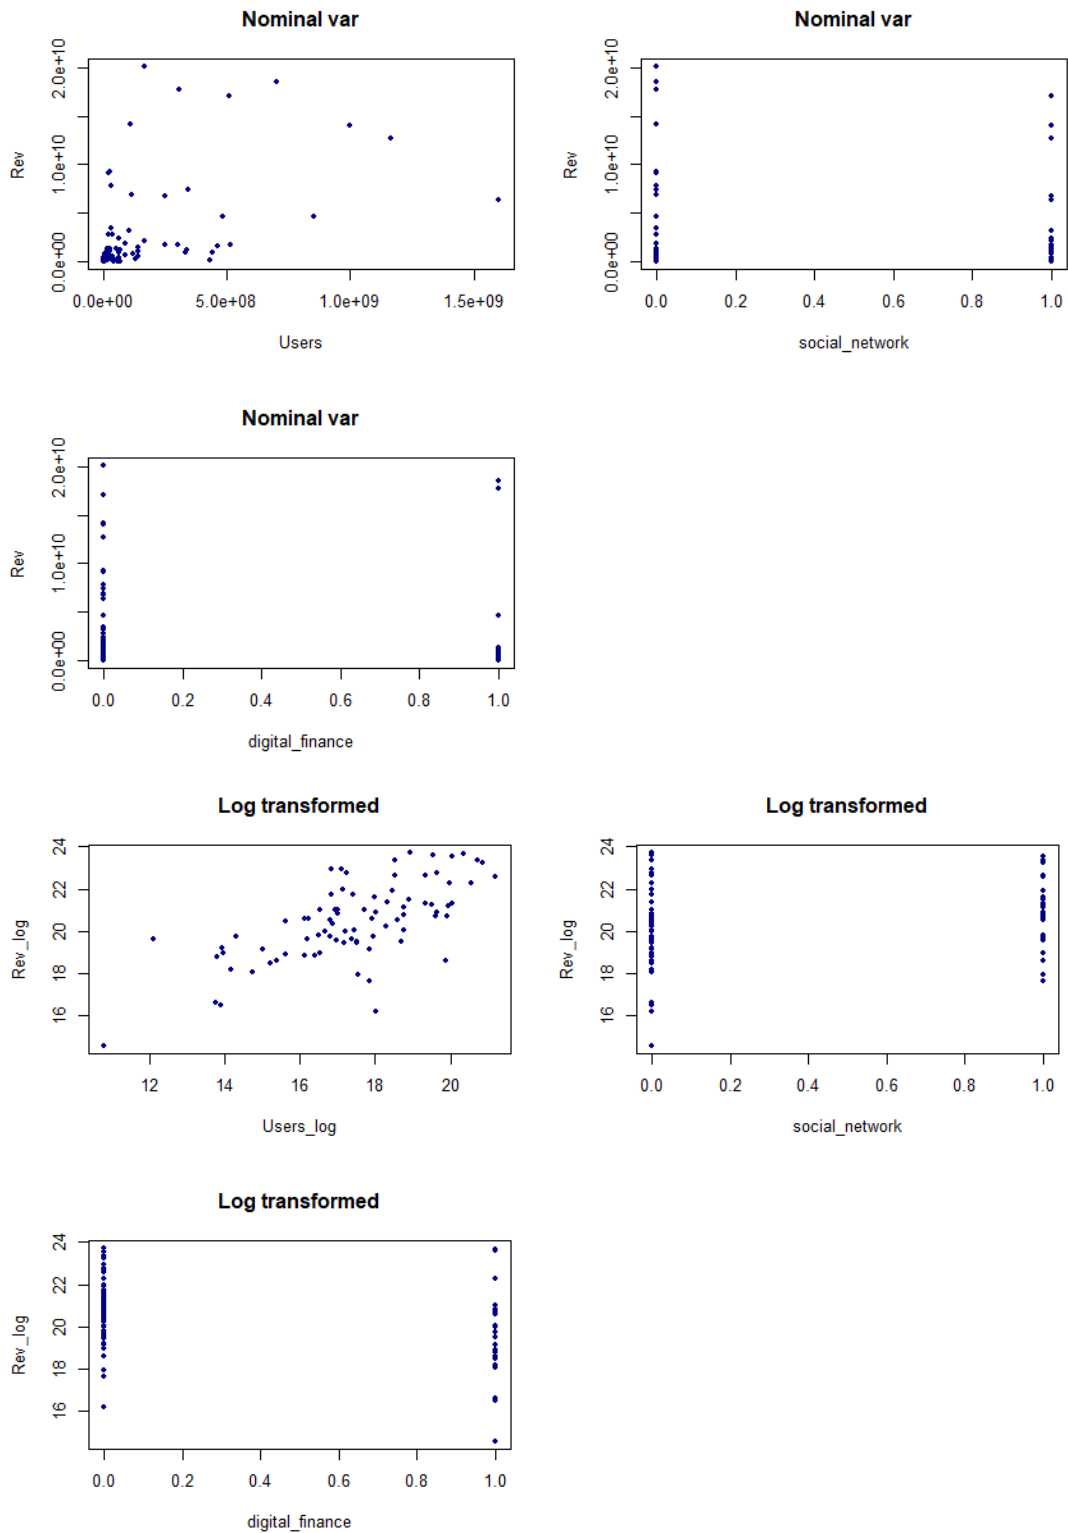 Nominal var
Rev
0.0e+00 1.0e+10 2.0e+10
0.0e+00 5.0e+08 1.0e+09 1.5e+09
Users
Nominal var
Rev
0.0e+00 1.0e+10 2.0e+10
0.0 0.2 0.4 0.6 0.8 1.0
social_network
Nominal var
Rev
0.0e+00 1.0e+10 2.0e+10
0.0 0.2 0.4 0.6 0.8 1.0
digital_finance
Log transformed
Rev_log
16 18 20 22 24
12 14 16 18 20
Users_log
Log transformed
Rev_log
16 18 20 22 24
0.0 0.2 0.4 0.6 0.8 1.0
social_network
Log transformed
Rev_log
16 18 20 22 24
0.0 0.2 0.4 0.6 0.8 1.0
digital_finance